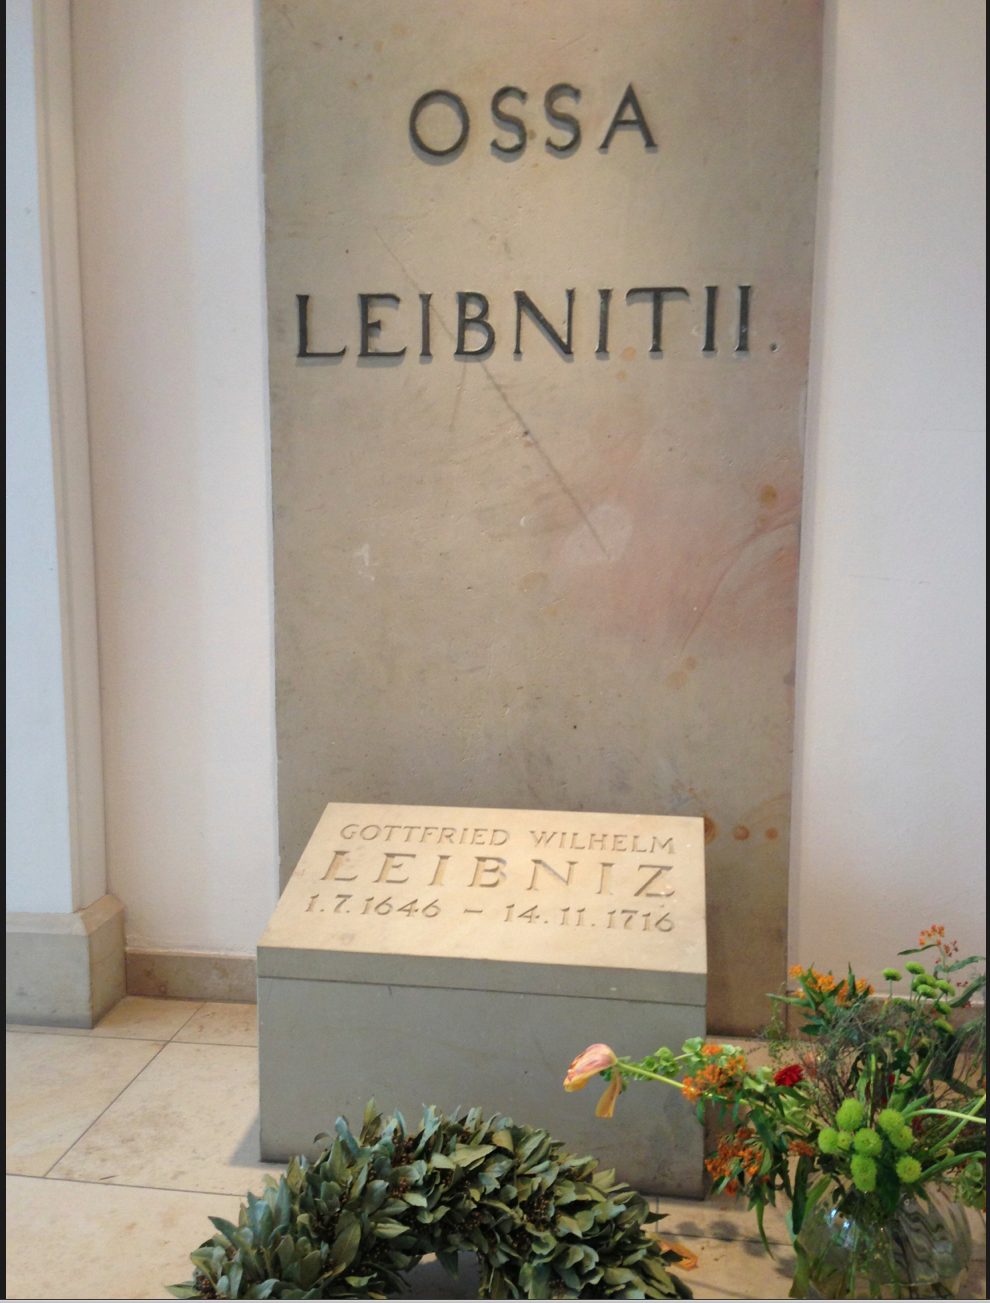 OSSA
LEIBNITII.
GOTTFRIED WILHELM
LEIBNIZ
1.7.1646 – 14.11.1716